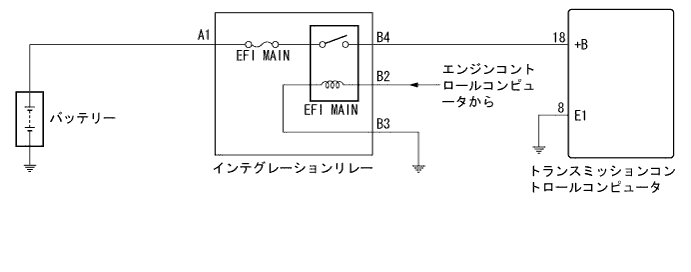 A1
EFI MAIN
B4
18
+B
B2
エンジンコント
ロールコンピュ
ータから
EFI MAIN
8
E1
バッテリー
B3
インテグレーションリレー
トランスミッションコン
トロールコンピュータ